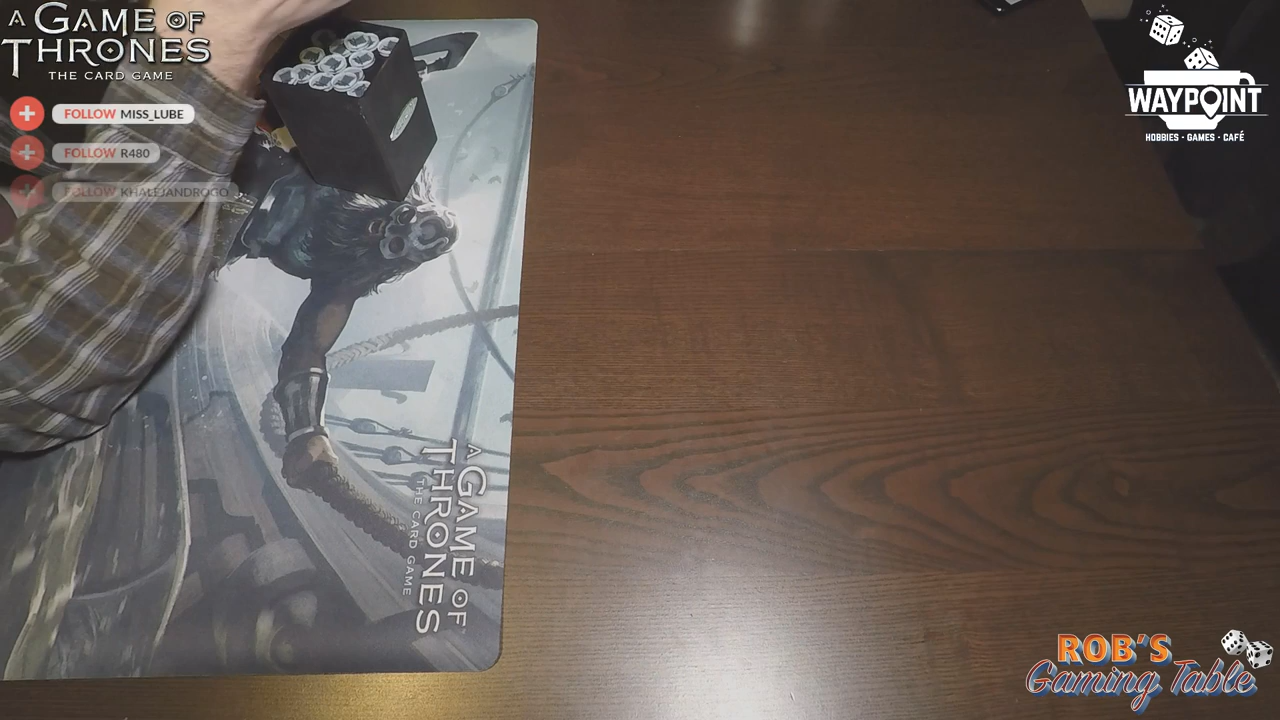 A GAME OF
THRONES
THE CARD GAME
FOLLOW MISS_LUBE
FOLLOW R480
FOLLOW KHALEJANDROGO
WAYPOINT
HOBBIES • GAMES • CAFÉ
A GAME OF
THRONES
THE CARD GAME
ROB'S
Gaming Table